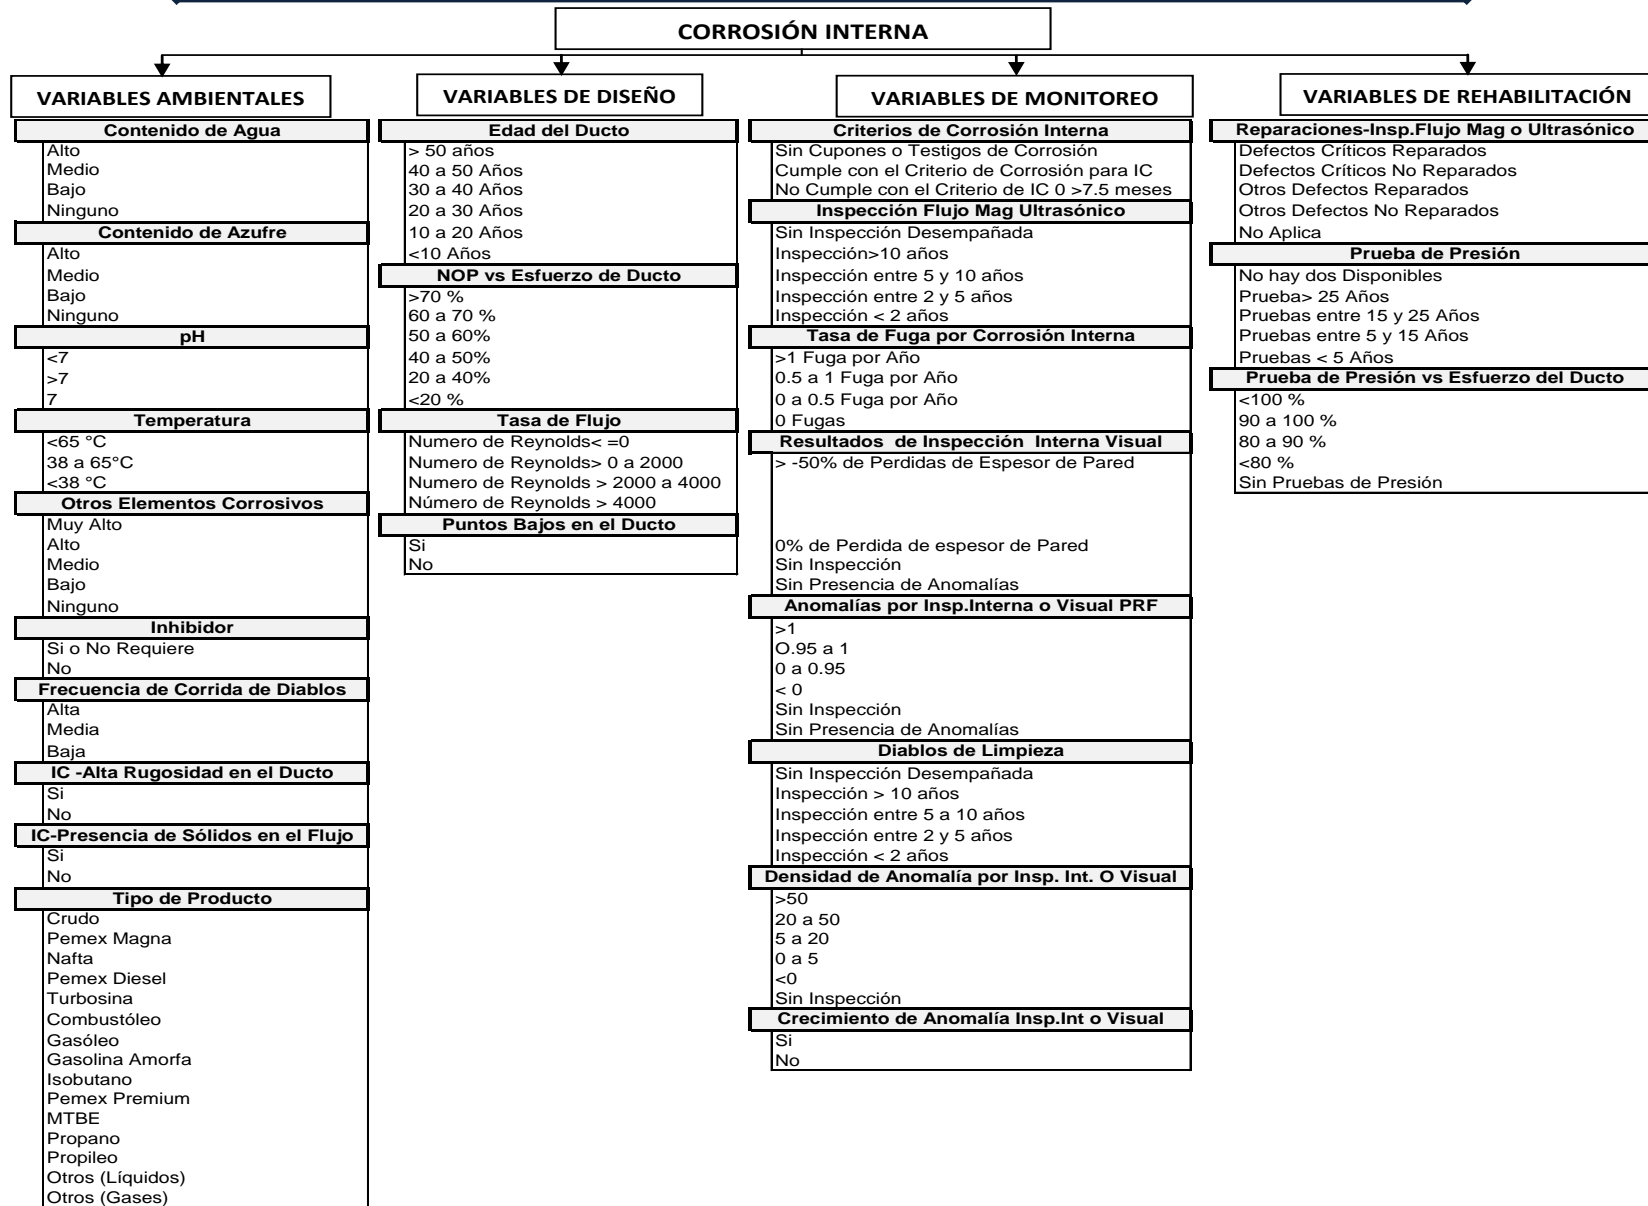 CORROSIÓN INTERNA
VARIABLES AMBIENTALES
Contenido de Agua
Alto
Medio
Bajo
Ninguno
Contenido de Azufre
Alto
Medio
Bajo
Ninguno
pH
<7
>7
7
Temperatura
<65 °C
38 a 65°C
<38 °C
Otros Elementos Corrosivos
Muy Alto
Alto
Medio
Bajo
Ninguno
Inhibidor
Si o No Requiere
No
Frecuencia de Corrida de Diablos
Alta
Media
Baja
IC -Alta Rugosidad en el Ducto
Si
No
IC-Presencia de Sólidos en el Flujo
Si
No
Tipo de Producto
Crudo
Pemex Magna
Nafta
Pemex Diesel
Turbosina
Combustóleo
Gasóleo
Gasolina Amorfa
Isobutano
Pemex Premium
MTBE
Propano
Propileo
Otros (Líquidos)
Otros (Gases)
VARIABLES DE DISEÑO
Edad del Ducto
> 50 años
40 a 50 Años
30 a 40 Años
20 a 30 Años
10 a 20 Años
<10 Años
NOP vs Esfuerzo de Ducto
>70 %
60 a 70 %
50 a 60%
40 a 50%
20 a 40%
<20 %
Tasa de Flujo
Numero de Reynolds< =0
Numero de Reynolds> 0 a 2000
Numero de Reynolds > 2000 a 4000
Número de Reynolds > 4000
Puntos Bajos en el Ducto
Si
No
VARIABLES DE MONITOREO
Criterios de Corrosión Interna
Sin Cupones o Testigos de Corrosión
Cumple con el Criterio de Corrosión para IC
No Cumple con el Criterio de IC 0 >7.5 meses
Inspección Flujo Mag Ultrasónico
Sin Inspección Desempañada
Inspección>10 años
Inspección entre 5 y 10 años
Inspección entre 2 y 5 años
Inspección < 2 años
Tasa de Fuga por Corrosión Interna
>1 Fuga por Año
0.5 a 1 Fuga por Año
0 a 0.5 Fuga por Año
0 Fugas
Resultados de Inspección Interna Visual
> -50% de Perdidas de Espesor de Pared
0% de Perdida de espesor de Pared
Sin Inspección
Sin Presencia de Anomalías
Anomalías por Insp.Interna o Visual PRF
>1
O.95 a 1
0 a 0.95
< 0
Sin Inspección
Sin Presencia de Anomalías
Diablos de Limpieza
Sin Inspección Desempañada
Inspección > 10 años
Inspección entre 5 a 10 años
Inspección entre 2 y 5 años
Inspección < 2 años
Densidad de Anomalía por Insp. Int. O Visual
>50
20 a 50
5 a 20
0 a 5
<0
Sin Inspección
Crecimiento de Anomalía Insp.Int o Visual
Si
No
VARIABLES DE REHABILITACIÓN
Reparaciones-Insp.Flujo Mag o Ultrasónico
Defectos Críticos Reparados
Defectos Críticos No Reparados
Otros Defectos Reparados
Otros Defectos No Reparados
No Aplica
Prueba de Presión
No hay dos Disponibles
Prueba> 25 Años
Pruebas entre 15 y 25 Años
Pruebas entre 5 y 15 Años
Pruebas < 5 Años
Prueba de Presión vs Esfuerzo del Ducto
<100 %
90 a 100 %
80 a 90 %
<80 %
Sin Pruebas de Presión